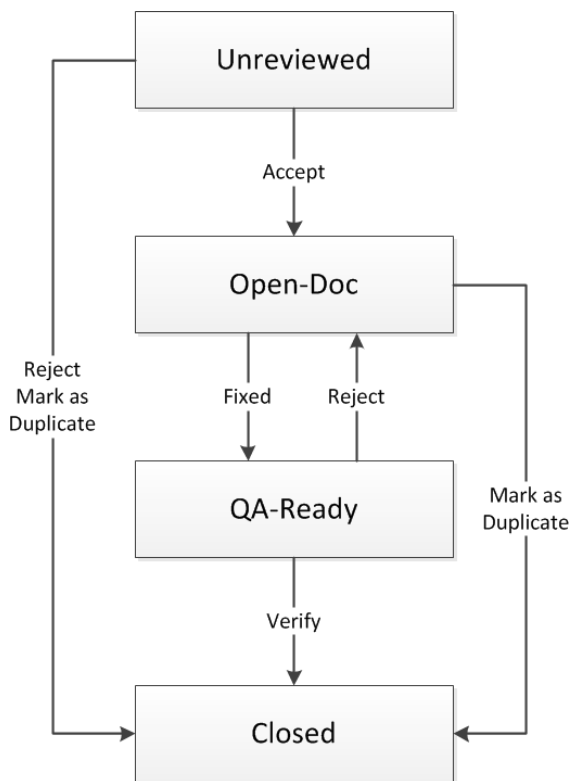 Unreviewed
Accept
Open-Doc
Reject
Mark as
Duplicate
Fixed
Reject
QA-Ready
Mark as
Duplicate
Verify
Closed